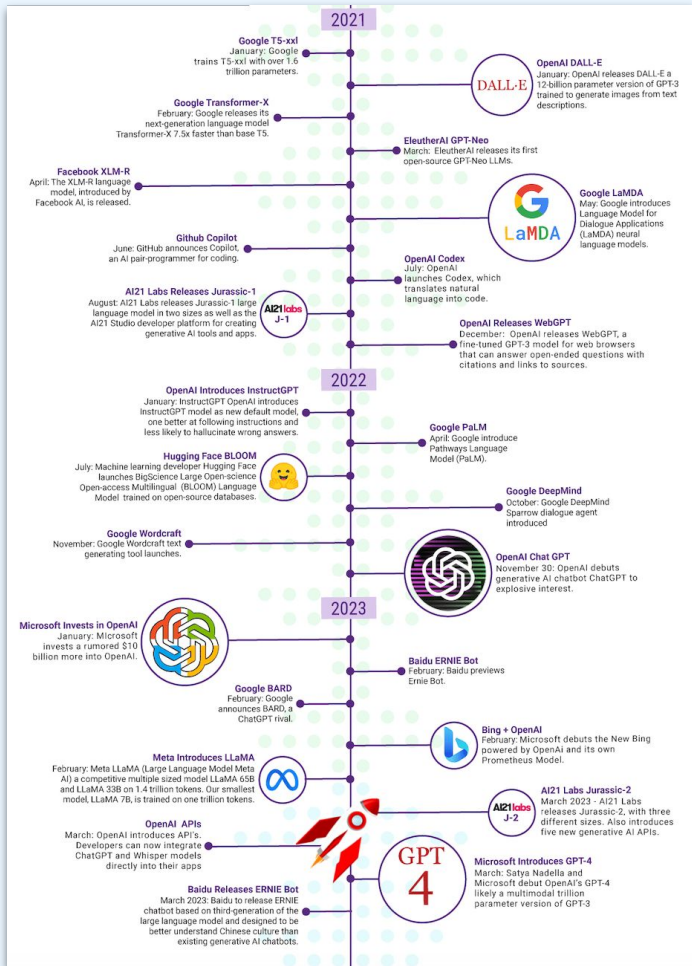 2021
Google T5-xxl
January: Google
trains T5-xxl with over 1.6
trillion parameters.
DALL·E
OpenAI DALL-E
January: OpenAI releases DALL-E a
12-billion parameter version of GPT-3
trained to generate images from text
descriptions.
Google Transformer-X
February: Google releases its
next-generation language model
Transformer-X 7.5x faster than base T5.
EleutherAI GPT-Neo
March: EleutherAI releases its first
open-source GPT-Neo LLMs.
Facebook XLM-R
April: The XLM-R language
model, introduced by
Facebook AI, is released.
LaMDA
Google LaMDA
May: Google introduces
Language Model for
Dialogue Applications
(LaMDA) neural
language models.
Github Copilot
June: GitHub announces Copilot,
an AI pair-programmer for coding.
OpenAI Codex
July: OpenAI
launches Codex, which
translates natural
language into code.
AI21 Labs Releases Jurassic-1
August: AI21 Labs releases Jurassic-1 large
language model in two sizes as well as the
AI21 Studio developer platform for creating
generative AI tools and apps.
AI21labs
J-1
OpenAI Releases WebGPT
December: OpenAI releases WebGPT, a
fine-tuned GPT-3 model for web browsers
that can answer open-ended questions with
citations and links to sources.
2022
OpenAI Introduces InstructGPT
January: InstructGPT OpenAI introduces
InstructGPT model as new default model,
one better at following instructions and
less likely to hallucinate wrong answers.
Google PaLM
April: Google introduce
Pathways Language
Model (PaLM).
Hugging Face BLOOM
July: Machine learning developer Hugging Face
launches BigScience Large Open-science
Open-access Multilingual (BLOOM) Language
Model trained on open-source databases.
Google DeepMind
October: Google DeepMind
Sparrow dialogue agent
introduced
Google Wordcraft
November: Google Wordcraft text
generating tool launches.
OpenAI Chat GPT
November 30: OpenAI debuts
generative AI chatbot ChatGPT to
explosive interest.
2023
Microsoft Invests in OpenAI
January: Microsoft
invests a rumored $10
billion more into OpenAI.
Baidu ERNIE Bot
February: Baidu previews
Ernie Bot.
Google BARD
February: Google
announces BARD, a
ChatGPT rival.
Bing + OpenAI
February: Microsoft debuts the New Bing
powered by OpenAi and its own
Prometheus Model.
Meta Introduces LLaMA
February: Meta LLaMA (Large Language Model Meta
AI) a competitive multiple sized model LLaMA 65B
and LLaMA 33B on 1.4 trillion tokens. Our smallest
model, LLaMA 7B, is trained on one trillion tokens.
AI21labs
J-2
AI21 Labs Jurassic-2
March 2023 - AI21 Labs
releases Jurassic-2, with three
different sizes. Also introduces
five new generative AI APIs.
OpenAI APIs
March: OpenAI introduces API's.
Developers can now integrate
ChatGPT and Whisper models
directly into their apps
GPT
4
Microsoft Introduces GPT-4
March: Satya Nadella and
Microsoft debut OpenAI's GPT-4
likely a multimodal trillion
parameter version of GPT-3
Baidu Releases ERNIE Bot
March 2023: Baidu to release ERNIE
chatbot based on third-generation of the
large language model and designed to be
better understand Chinese culture than
existing generative AI chatbots.